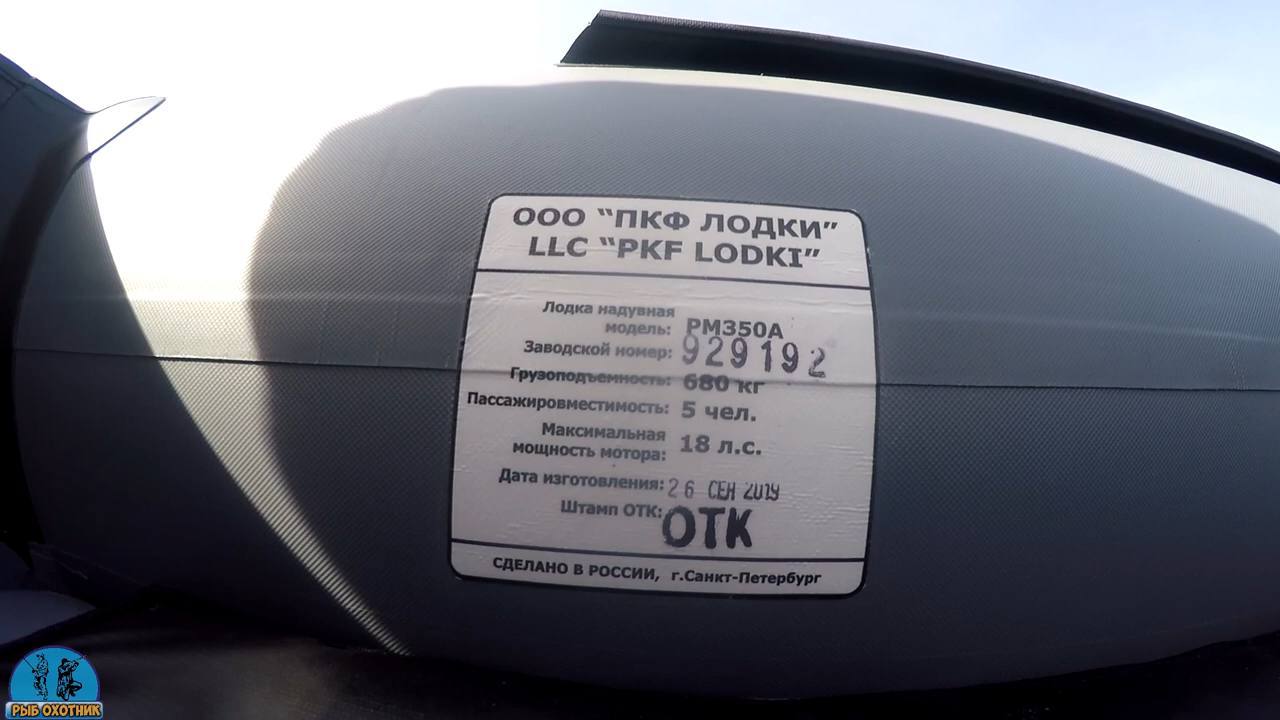 ООО “ПКФ ЛОДКИ”
LLC “PKF LODKI”
Лодка надувная
модель: РМ350А
Заводской номер: 929192
Грузоподъемность: 680 кг
Пассажировместимость: 5 чел.
Максимальная
мощность мотора: 18 л.с.
Дата изготовления: 26 СЕН 2019
Штамп ОТК: ОТК
СДЕЛАНО В РОССИИ, г.Санкт-Петербург
РЫБ ОХОТНИК